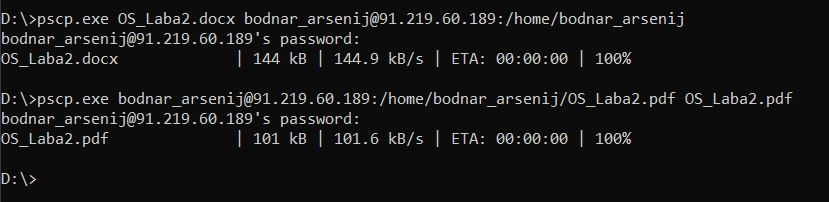 D:\>pscp.exe OS_Laba2.docx bodnar_arsenij@91.219.60.189:/home/bodnar_arsenij
bodnar_arsenij@91.219.60.189's password:
OS_Laba2.docx | 144 kB | 144.9 kB/s | ETA: 00:00:00 | 100%
D:\>pscp.exe bodnar_arsenij@91.219.60.189:/home/bodnar_arsenij/OS_Laba2.pdf OS_Laba2.pdf
bodnar_arsenij@91.219.60.189's password:
OS_Laba2.pdf | 101 kB | 101.6 kB/s | ETA: 00:00:00 | 100%
D:\>